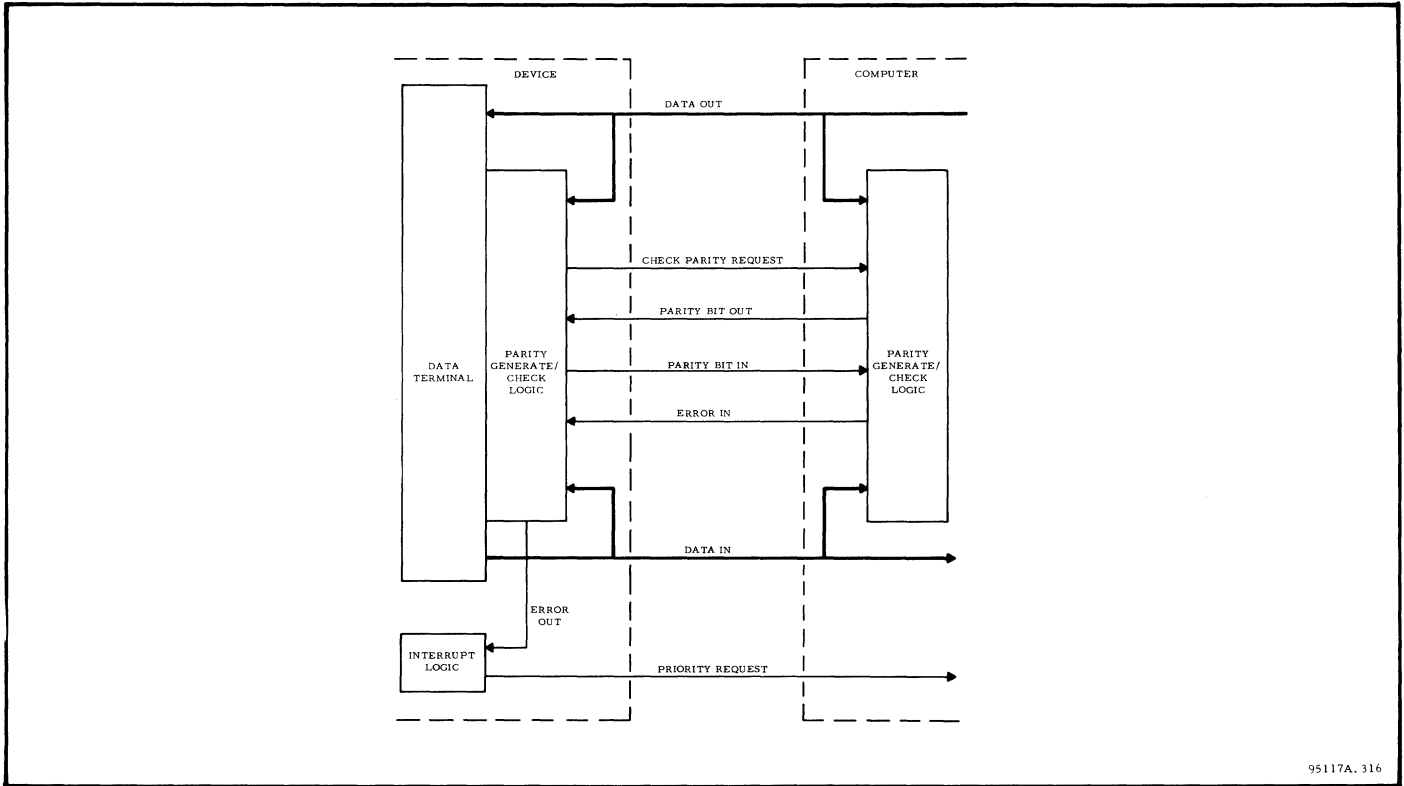 DEVICE
COMPUTER
DATA OUT
CHECK PARITY REQUEST
PARITY BIT OUT
DATA
TERMINAL
PARITY
GENERATE/
CHECK
LOGIC
PARITY BIT IN
PARITY
GENERATE/
CHECK
LOGIC
ERROR IN
DATA IN
ERROR
OUT
INTERRUPT
LOGIC
PRIORITY REQUEST
95117A.316